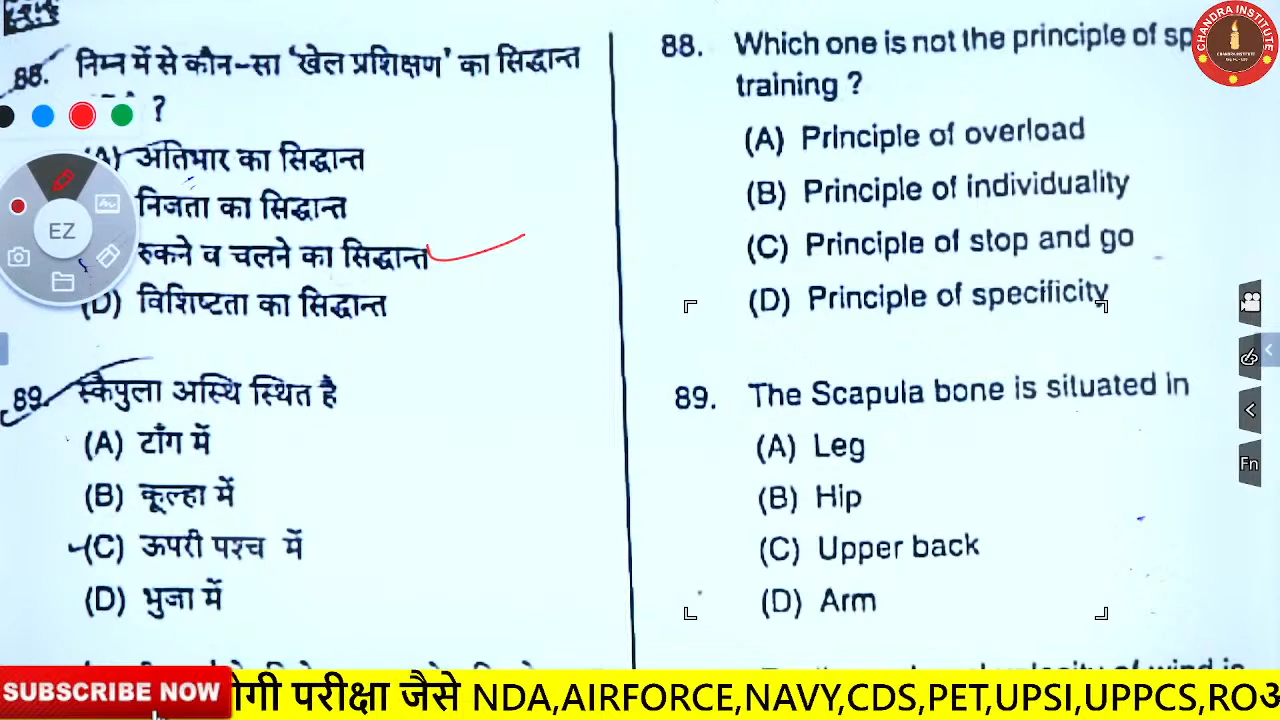 88. निम्न में से कौन-सा 'खेल प्रशिक्षण' का सिद्धान्त
?
(A) अतिभार का सिद्धान्त
निजता का सिद्धान्त
रुकने व चलने का सिद्धान्त
(D) विशिष्टता का सिद्धान्त
89. स्कैपुला अस्थि स्थित है
(A) टाँग में
(B) कूल्हा में
(C) ऊपरी पश्च में
(D) भुजा में
88. Which one is not the principle of sp
training ?
(A) Principle of overload
(B) Principle of individuality
(C) Principle of stop and go
(D) Principle of specificity
89. The Scapula bone is situated in
(A) Leg
(B) Hip
(C) Upper back
(D) Arm
CHANDRA INSTITUTE
EZ
Fn
SUBSCRIBE NOW
ोगी परीक्षा जैसे NDA,AIRFORCE,NAVY,CDS,PET,UPSI,UPPCS,RO